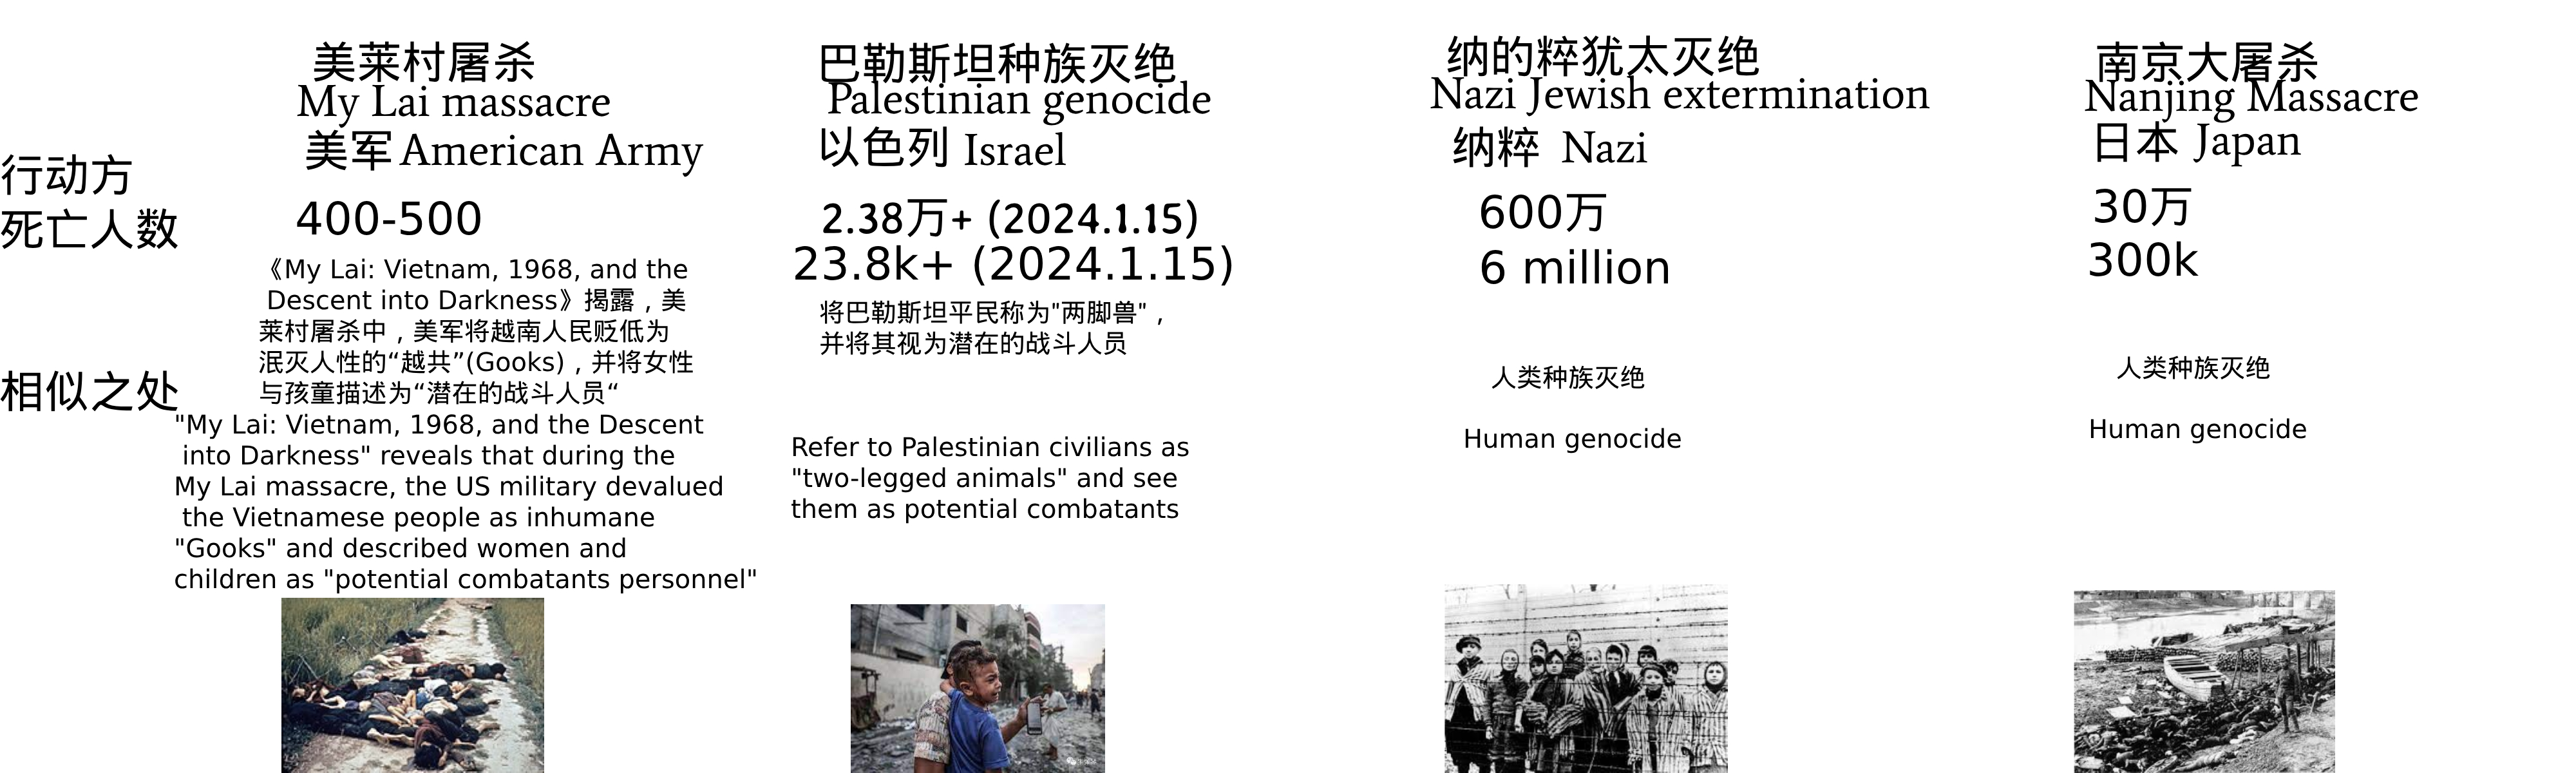 美莱村屠杀
My Lai massacre
美军 American Army
巴勒斯坦种族灭绝
Palestinian genocide
以色列 Israel
纳的粹犹太灭绝
Nazi Jewish extermination
纳粹 Nazi
南京大屠杀
Nanjing Massacre
日本 Japan
行动方
死亡人数
400-500
2.38万+ (2024.1.15)
23.8k+ (2024.1.15)
600万
6 million
30万
300k
相似之处
《My Lai: Vietnam, 1968, and the
Descent into Darkness》揭露，美
莱村屠杀中，美军将越南人民贬低为
泯灭人性的“越共”(Gooks)，并将女性
与孩童描述为“潜在的战斗人员“
"My Lai: Vietnam, 1968, and the Descent
into Darkness" reveals that during the
My Lai massacre, the US military devalued
the Vietnamese people as inhumane
"Gooks" and described women and
children as "potential combatants personnel"
将巴勒斯坦平民称为"两脚兽"，
并将其视为潜在的战斗人员
Refer to Palestinian civilians as
"two-legged animals" and see
them as potential combatants
人类种族灭绝
Human genocide
人类种族灭绝
Human genocide